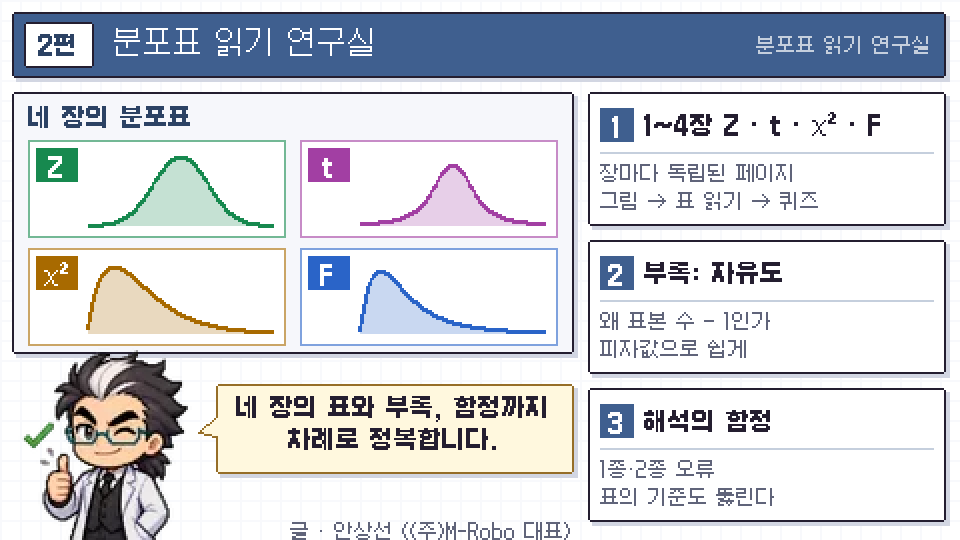 2편 분포표 읽기 연구실
분포표 읽기 연구실
네 장의 분포표
Z
t
χ²
F
네 장의 표와 부록, 함정까지
차례로 정복합니다.
글 · 안상선 ((주)M-Robo 대표)
1 1~4장 Z · t · χ² · F
장마다 독립된 페이지
그림 → 표 읽기 → 퀴즈
2 부록: 자유도
왜 표본 수 - 1인가
피자값으로 쉽게
3 해석의 함정
1종·2종 오류
표의 기준도 뚫린다